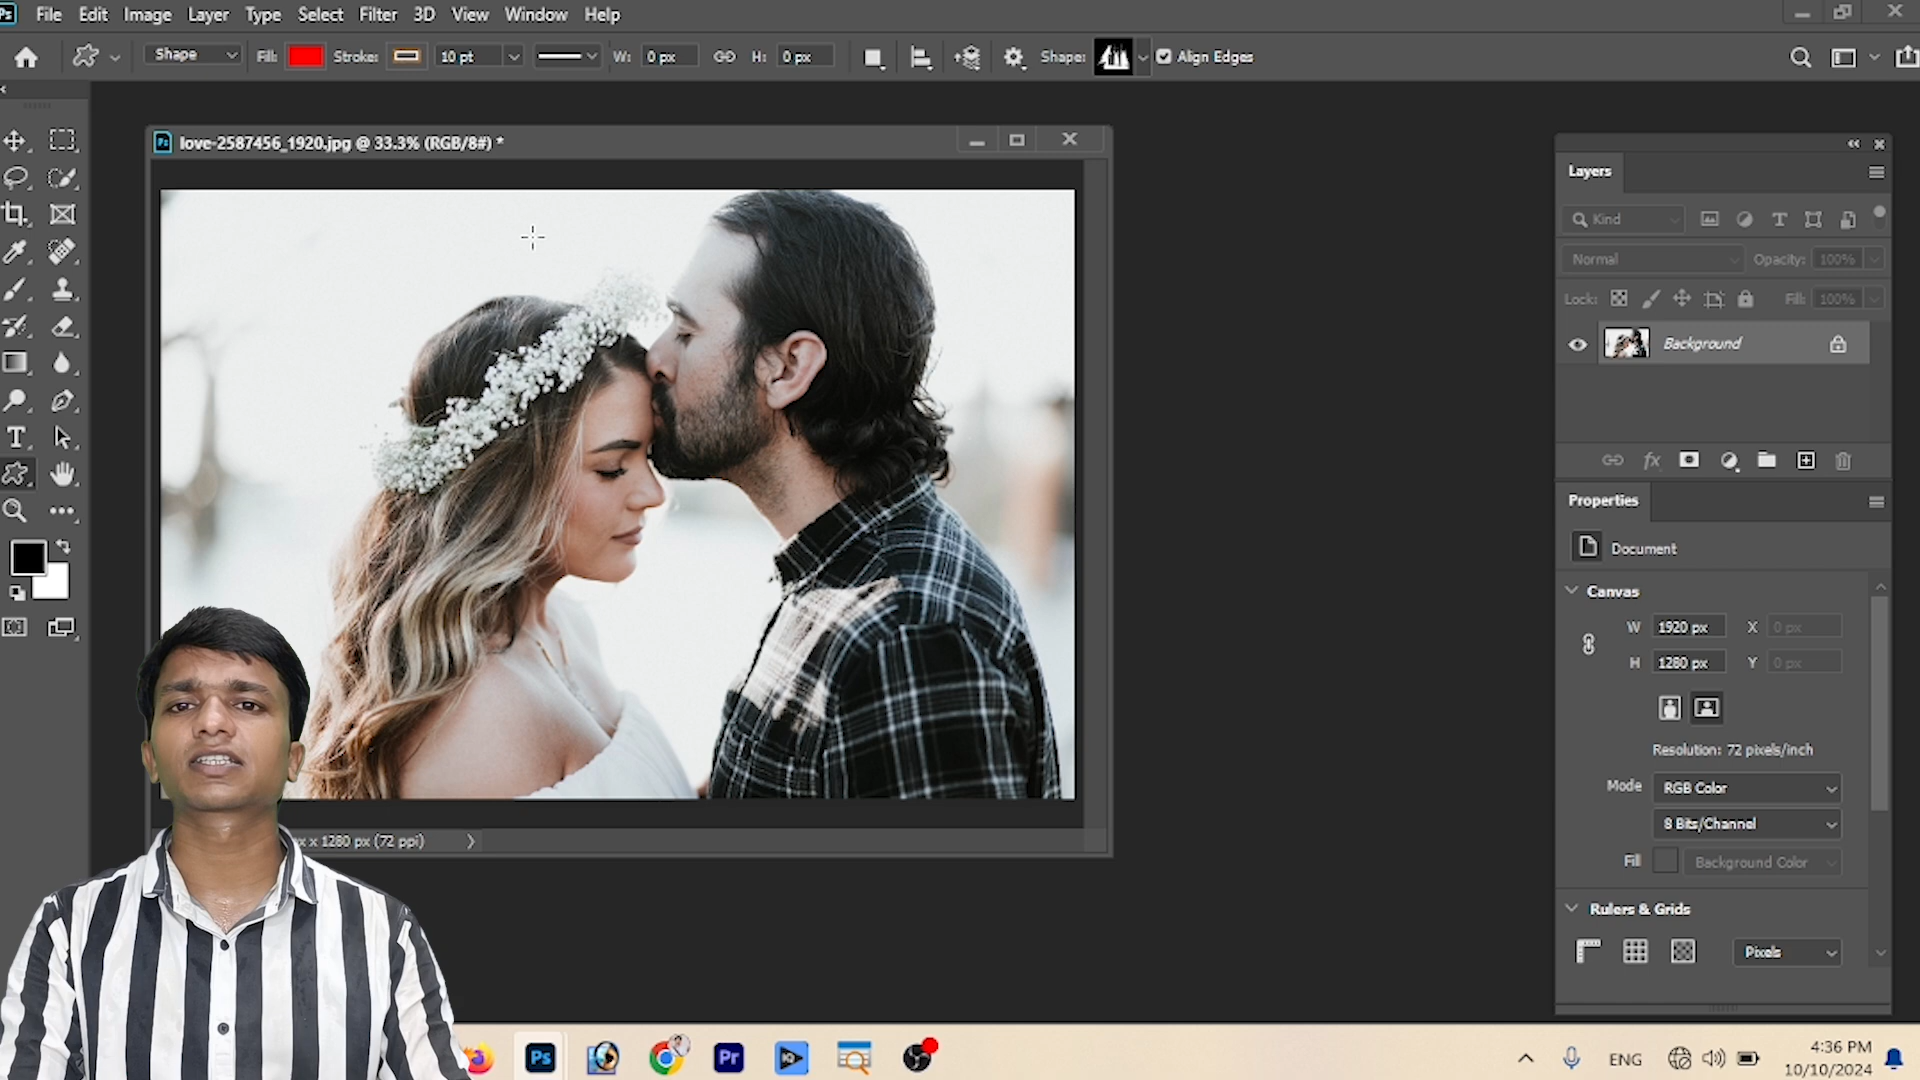 Ps File Edit Image Layer Type Select Filter 3D View Window Help
Shape Fill: Stroke: 10 pt W: 0 px H: 0 px Shape: Align Edges
Ps love-2587456_1920.jpg @ 33.3% (RGB/8#) *
Layers
Kind
Normal Opacity: 100%
Lock: Fill: 100%
Background
Properties
Document
Canvas
W 1920 px X 0 px
H 1280 px Y 0 px
Resolution: 72 pixels/inch
Mode RGB Color
8 Bits/Channel
Fill Background Color
Rulers & Grids
Pixels
x 1280 px (72 ppi)
Ps Pr ENG 4:36 PM
10/10/2024